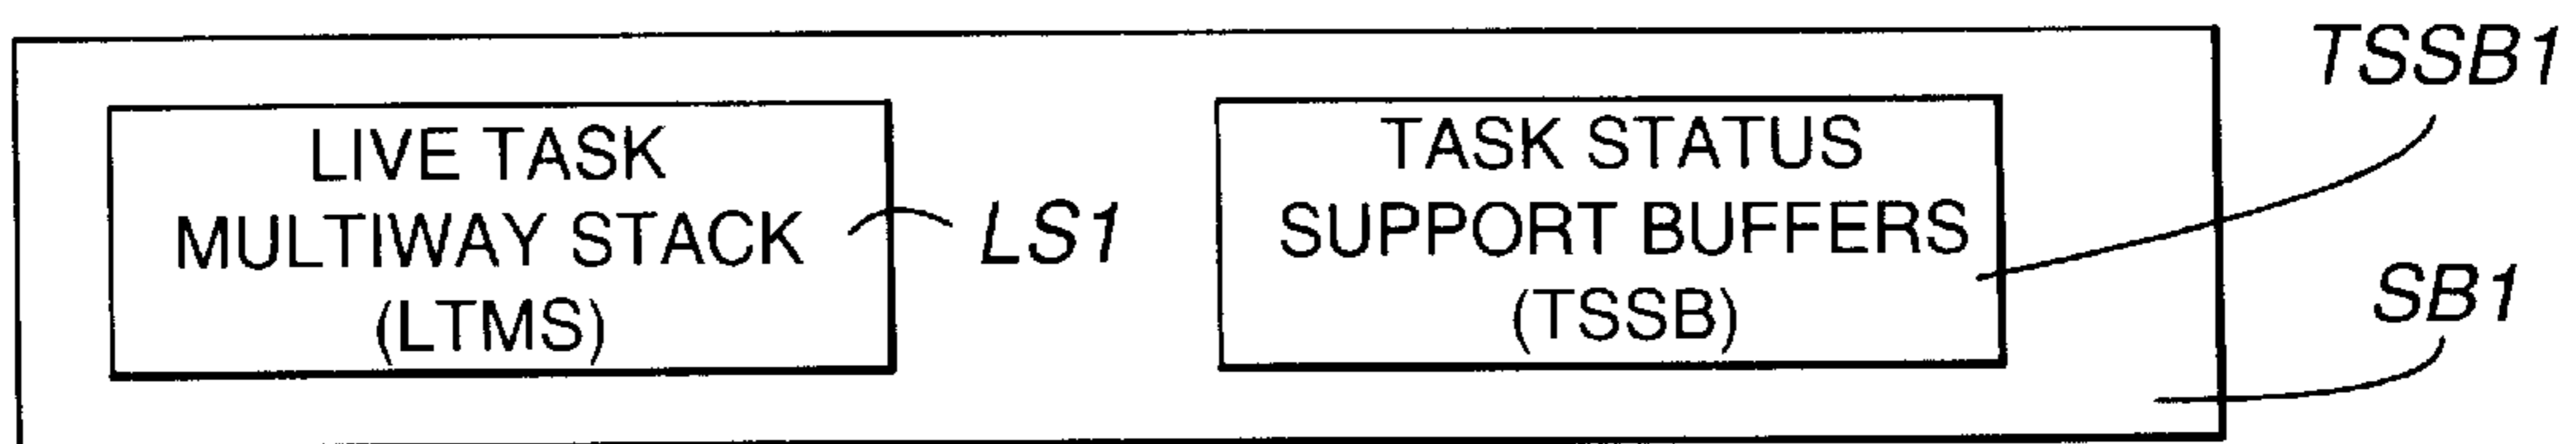 LIVE TASK
MULTIWAY STACK
(LTMS)
LS1
TASK STATUS
SUPPORT BUFFERS
(TSSB)
TSSB1
SB1